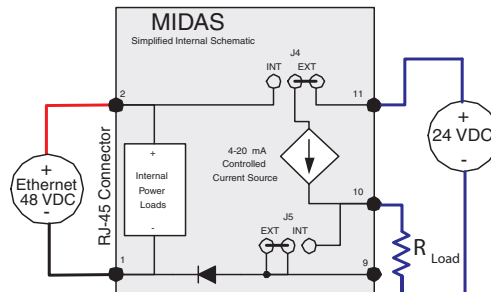 MIDAS
Simplified Internal Schematic
J4
INT
EXT
2
11
+
24 VDC
-
RJ-45 Connector
+
Internal
Power
Loads
-
4-20 mA
Controlled
Current Source
+
Ethernet
48 VDC
-
10
J5
EXT
INT
R Load
1
9